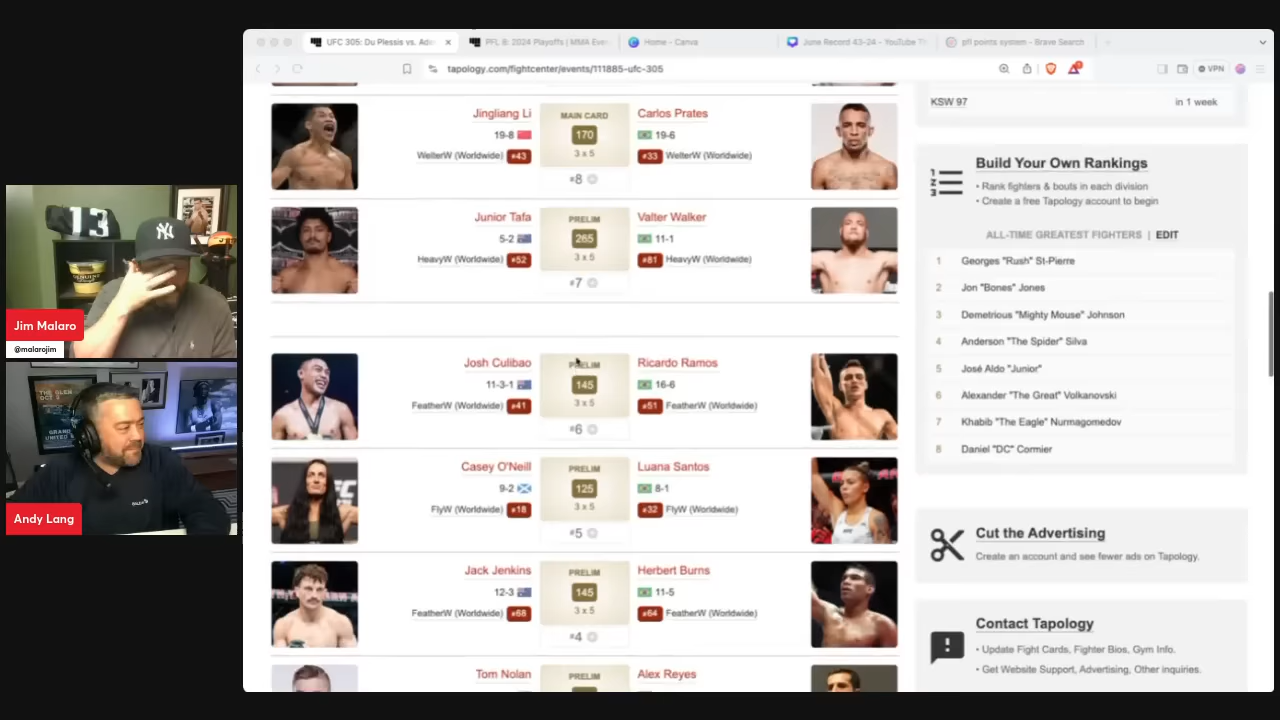 UFC 305: Du Plessis vs. Ade
PFL 8: 2024 Playoffs | MMA Even
Home - Canva
June Record 43-24 - YouTube Th
pfl points system - Brave Search
tapology.com/fightcenter/events/111885-ufc-305
VPN
Jingliang Li
19-8
WelterW (Worldwide) #43
MAIN CARD
170
3 x 5
#8
Carlos Prates
19-6
#33 WelterW (Worldwide)
Junior Tafa
5-2
HeavyW (Worldwide) #52
PRELIM
265
3 x 5
#7
Valter Walker
11-1
#81 HeavyW (Worldwide)
Josh Culibao
11-3-1
FeatherW (Worldwide) #41
PRELIM
145
3 x 5
#6
Ricardo Ramos
16-6
#51 FeatherW (Worldwide)
Casey O'Neill
9-2
FlyW (Worldwide) #18
PRELIM
125
3 x 5
#5
Luana Santos
8-1
#32 FlyW (Worldwide)
Jack Jenkins
12-3
FeatherW (Worldwide) #68
PRELIM
145
3 x 5
#4
Herbert Burns
11-5
#64 FeatherW (Worldwide)
Tom Nolan
PRELIM
Alex Reyes
KSW 97
in 1 week
Build Your Own Rankings
• Rank fighters & bouts in each division
• Create a free Tapology account to begin
ALL-TIME GREATEST FIGHTERS | EDIT
1 Georges "Rush" St-Pierre
2 Jon "Bones" Jones
3 Demetrious "Mighty Mouse" Johnson
4 Anderson "The Spider" Silva
5 José Aldo "Junior"
6 Alexander "The Great" Volkanovski
7 Khabib "The Eagle" Nurmagomedov
8 Daniel "DC" Cormier
Cut the Advertising
Create an account and see fewer ads on Tapology.
Contact Tapology
• Update Fight Cards, Fighter Bios, Gym Info.
• Get Website Support, Advertising, Other inquiries.
13
NY
Jim Malaro
@malarojim
Andy Lang